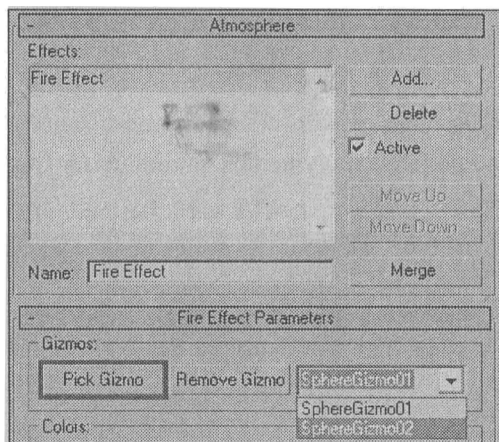 Atmosphere
Effects:
Fire Effect
Add...
Delete
Active
Move Up
Move Down
Name: Fire Effect
Merge
Fire Effect Parameters
Gizmos:
Pick Gizmo Remove Gizmo SphereGizmo01
SphereGizmo01
SphereGizmo02
Colors: